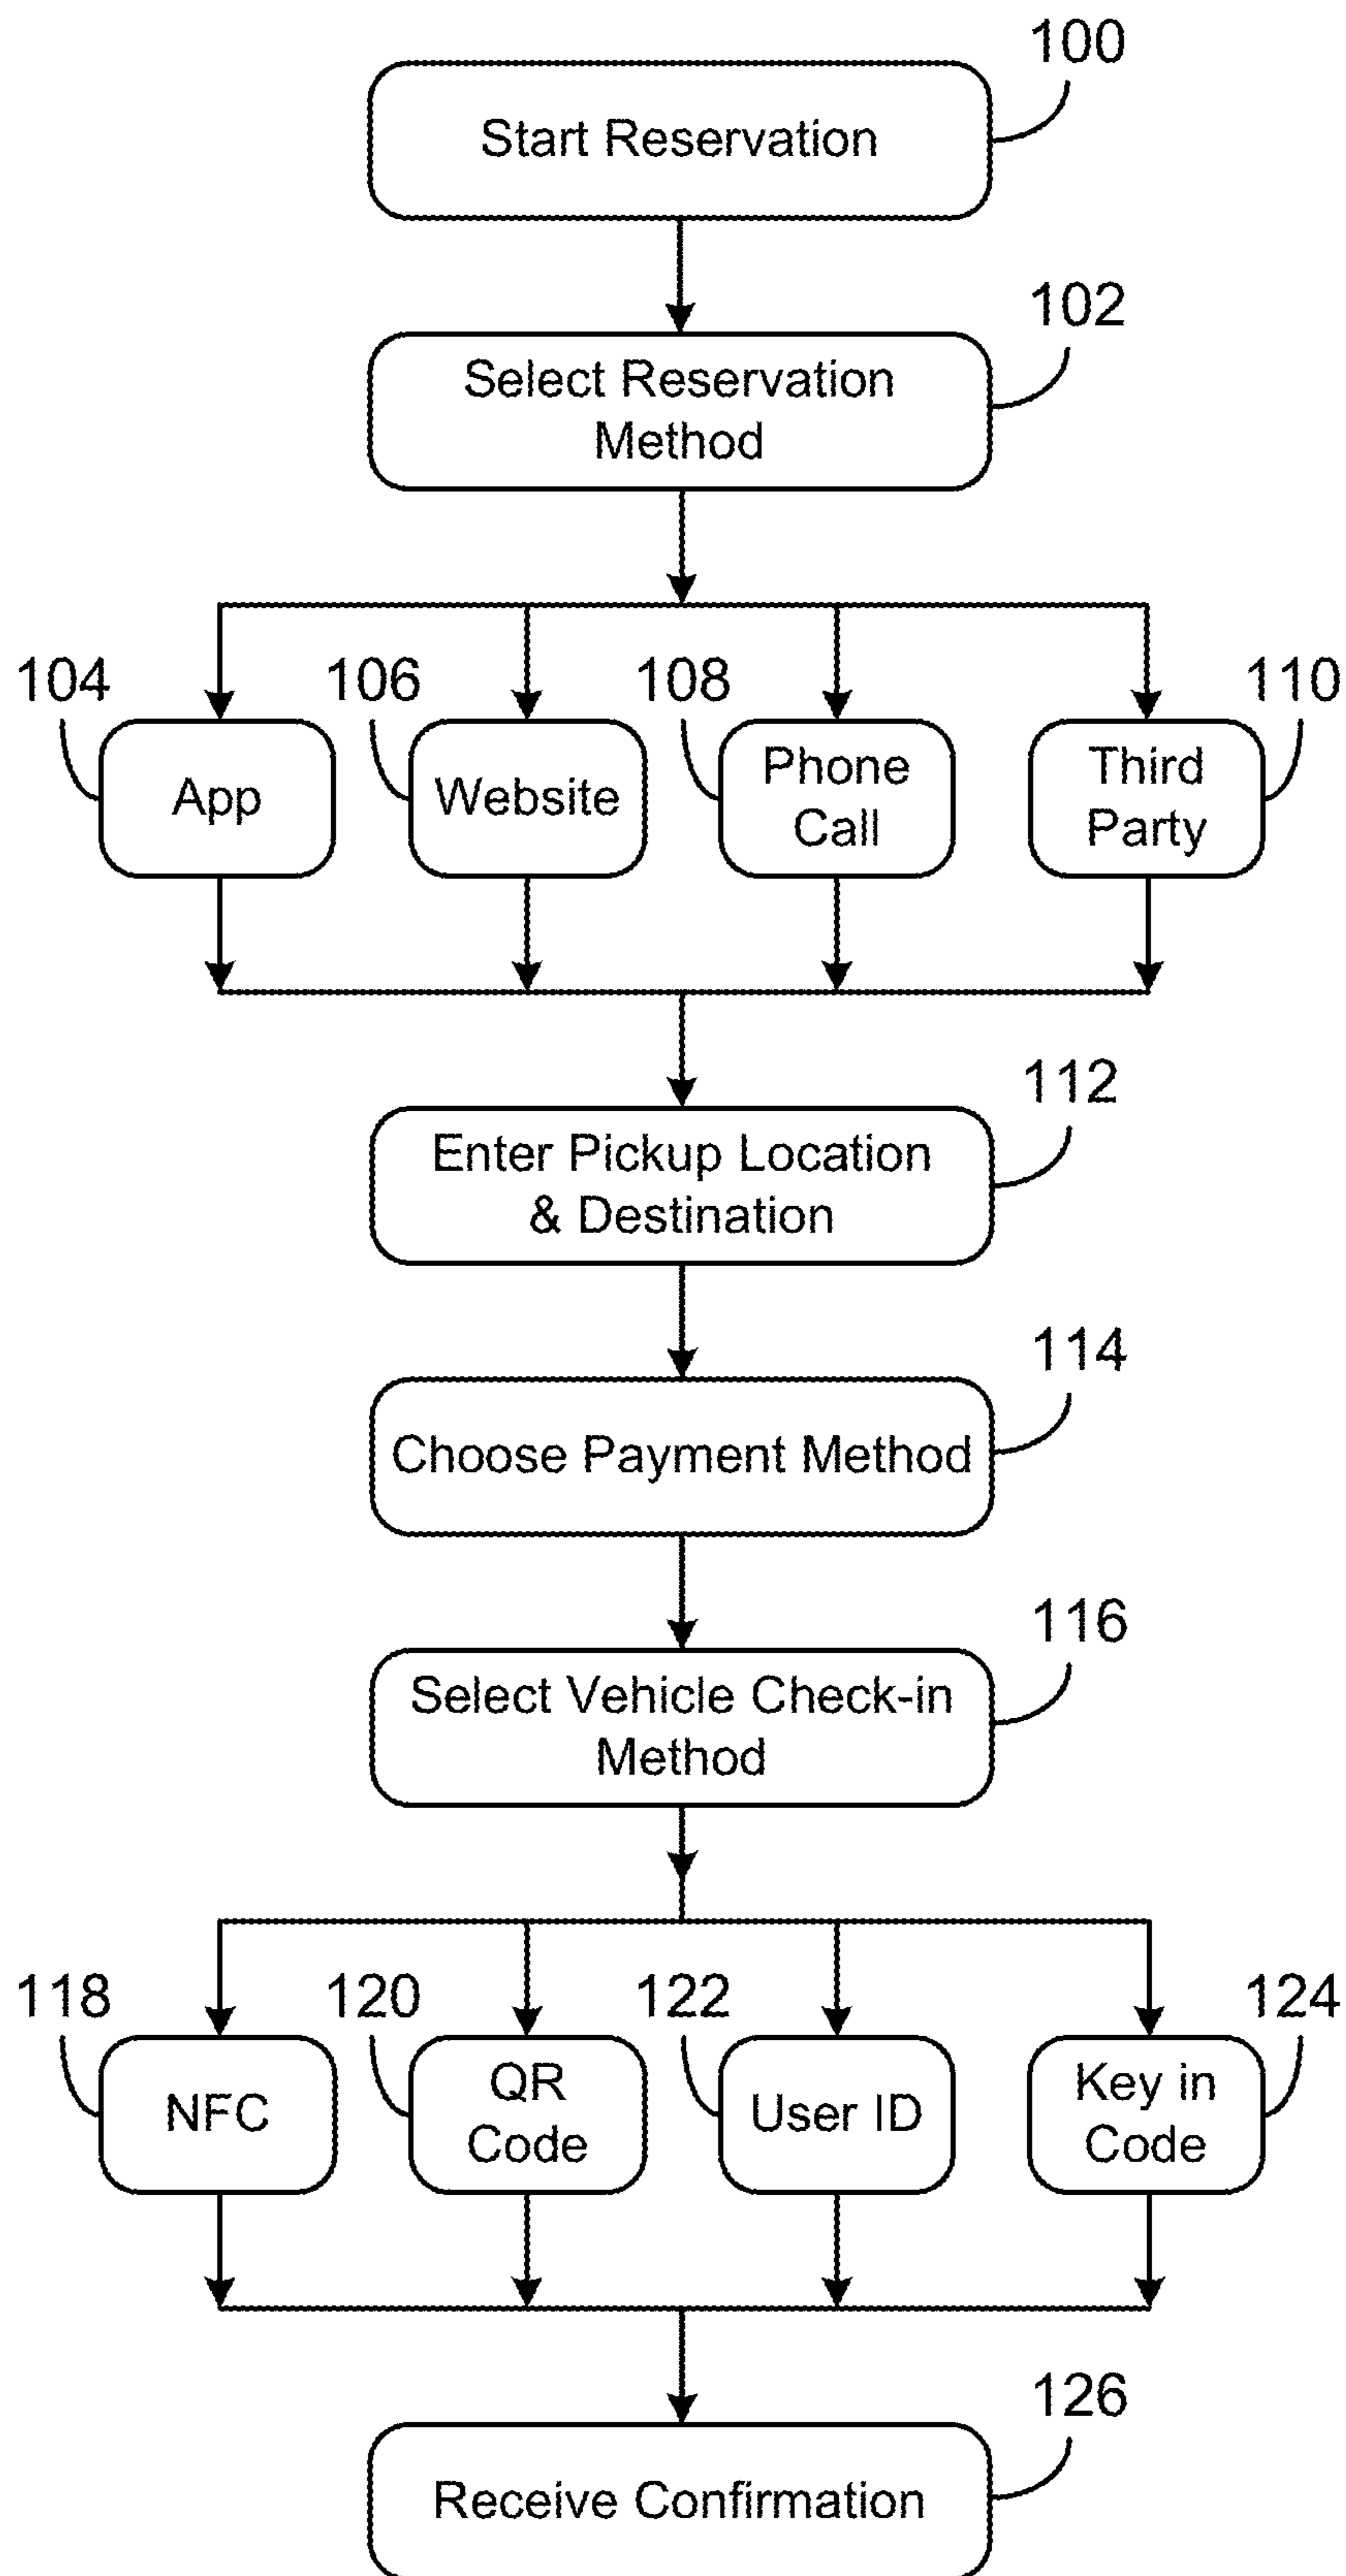 100
Start Reservation
102
Select Reservation
Method
104
106
108
110
App
Website
Phone
Call
Third
Party
112
Enter Pickup Location
& Destination
114
Choose Payment Method
116
Select Vehicle Check-in
Method
118
120
122
124
NFC
QR
Code
User ID
Key in
Code
126
Receive Confirmation